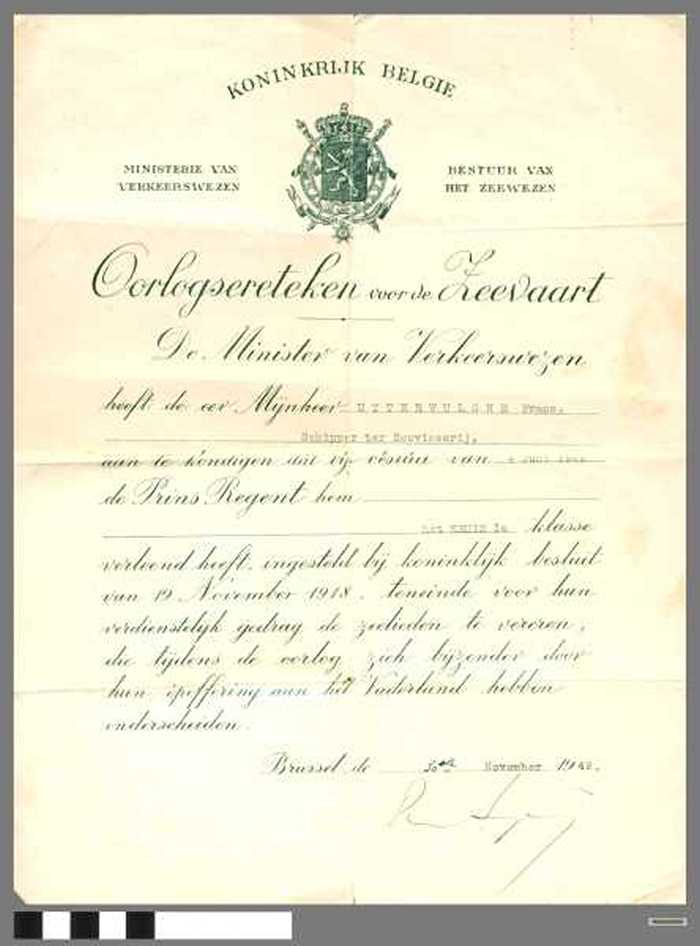 KONINKRIJK BELGIE
MINISTERIE VAN
VERKEERSWEZEN
BESTUUR VAN
HET ZEEWEZEN
Oorlogsereteken voor de Zeevaart
De Minister van Verkeerswezen
heeft de eer Mijnheer UITTERVULGHE Frans,
Schipper ter Zeevisserij,
aan te kondigen dat bij besluit van
de Prins Regent hem
het KRUIS 1e klasse
verleend heeft, ingesteld bij koninklijk besluit
van 19 November 1918, teneinde voor hun
verdienstelijk gedrag de zeelieden te vereren,
die tijdens de oorlog zich bijzonder door
hun opoffering aan het Vaderland hebben
onderscheiden.
Brussel, de November 1948.